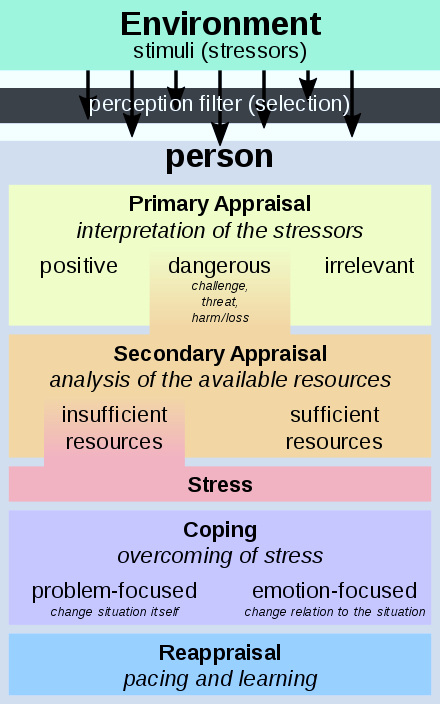 Environment
stimuli (stressors)
perception filter (selection)
person
Primary Appraisal
interpretation of the stressors
positive dangerous irrelevant
challenge,
threat,
harm/loss
Secondary Appraisal
analysis of the available resources
insufficient sufficient
resources resources
Stress
Coping
overcoming of stress
problem-focused emotion-focused
change situation itself change relation to the situation
Reappraisal
pacing and learning